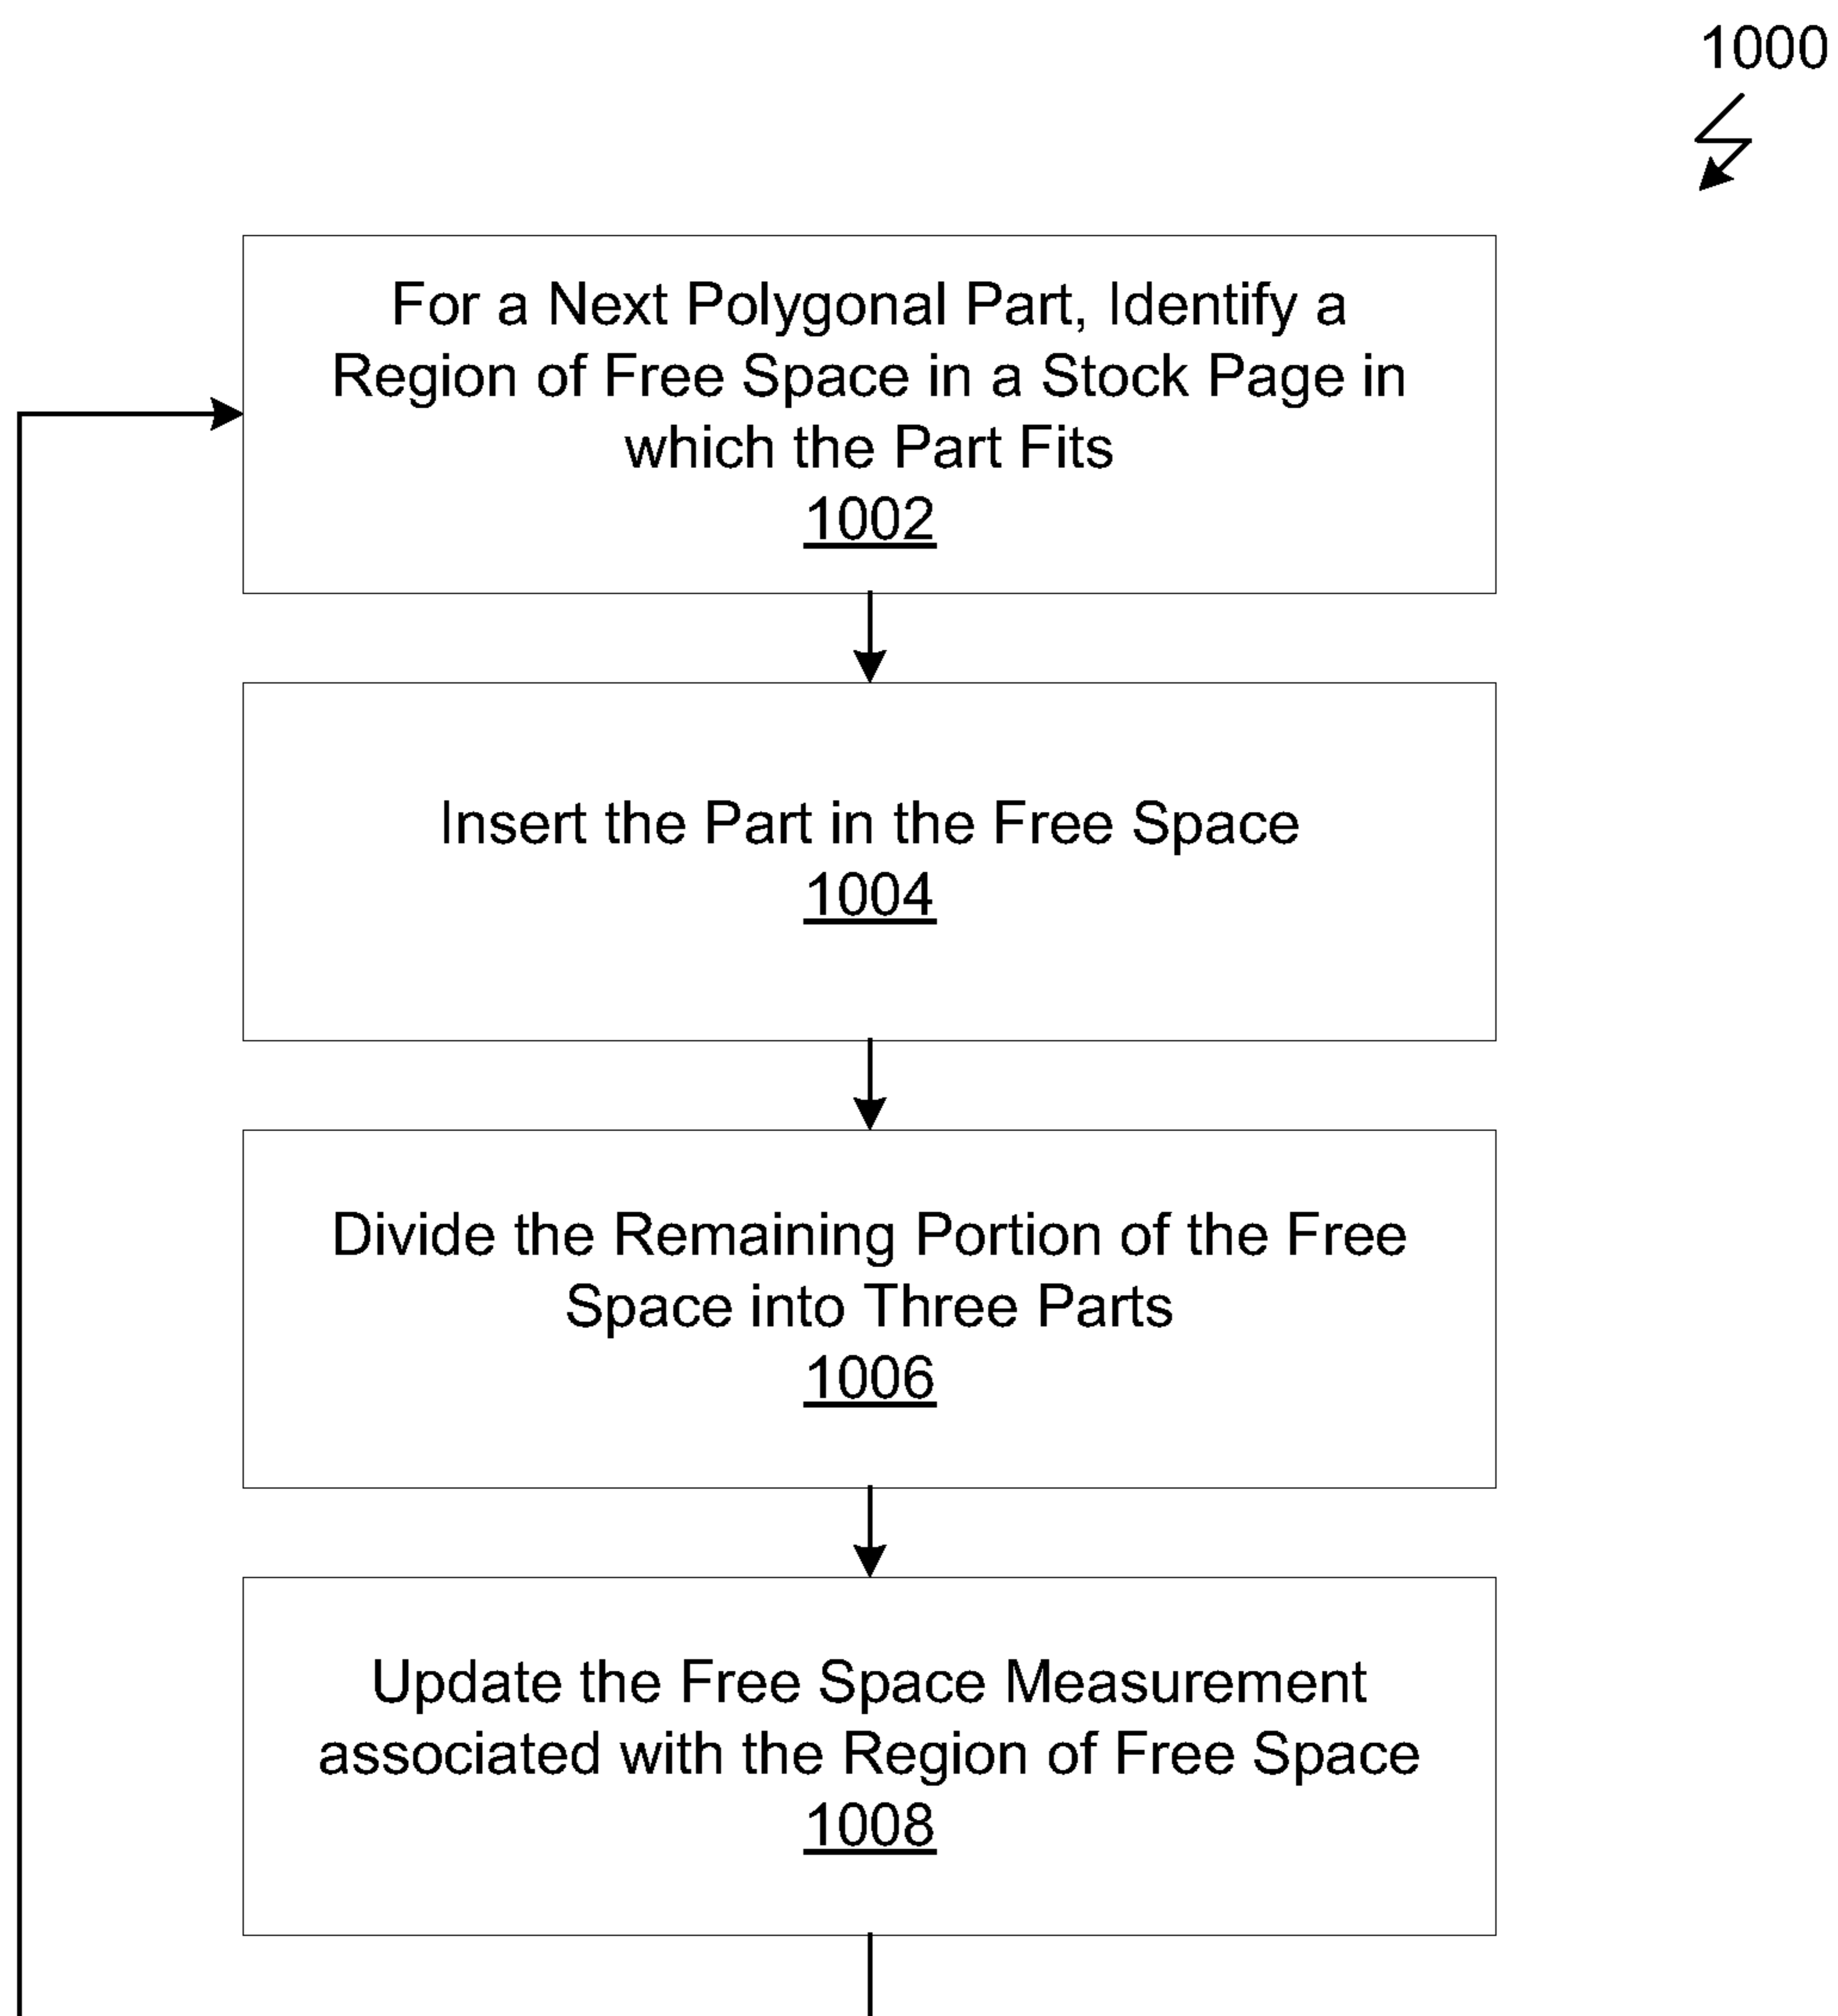 1000
For a Next Polygonal Part, Identify a
Region of Free Space in a Stock Page in
which the Part Fits
1002
Insert the Part in the Free Space
1004
Divide the Remaining Portion of the Free
Space into Three Parts
1006
Update the Free Space Measurement
associated with the Region of Free Space
1008